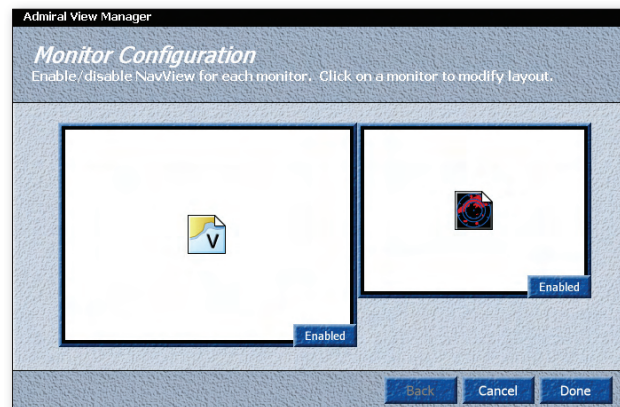 Admiral View Manager
Monitor Configuration
Enable/disable NavView for each monitor. Click on a monitor to modify layout.
V
Enabled
Enabled
Back
Cancel
Done